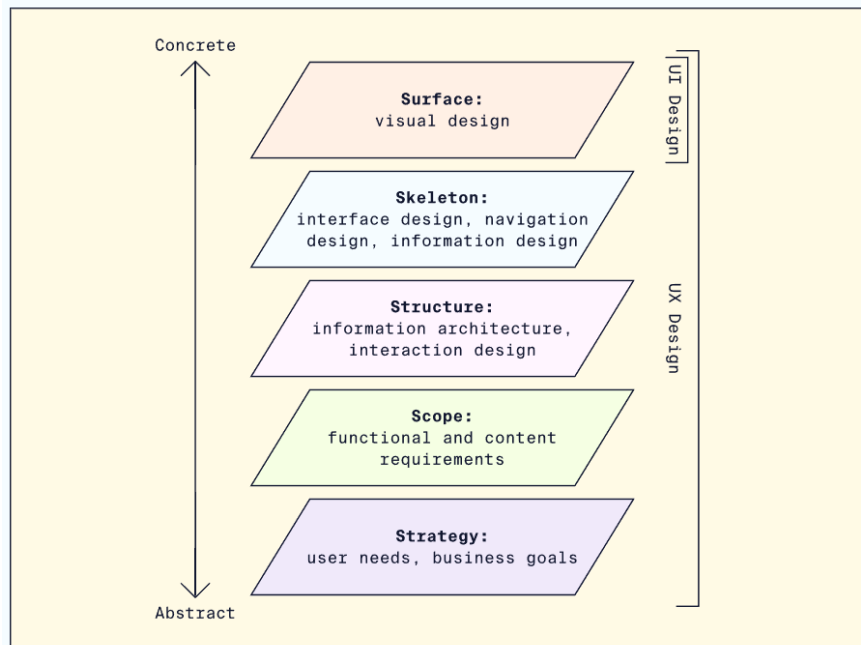 Concrete
Surface:
visual design
UI Design
Skeleton:
interface design, navigation
design, information design
Structure:
information architecture,
interaction design
UX Design
Scope:
functional and content
requirements
Strategy:
user needs, business goals
Abstract